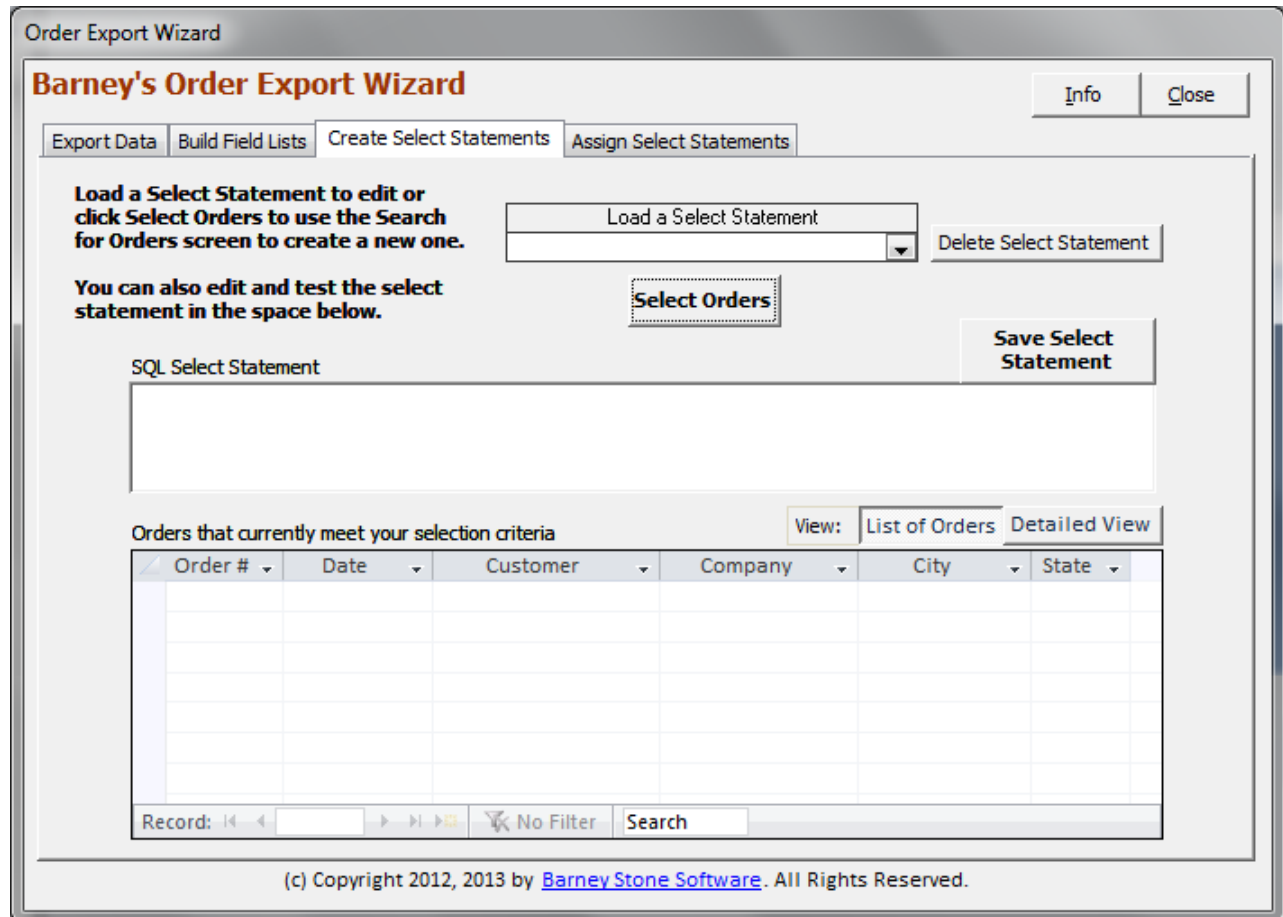 Order Export Wizard
Barney's Order Export Wizard
Info
Close
Export Data
Build Field Lists
Create Select Statements
Assign Select Statements
Load a Select Statement to edit or
click Select Orders to use the Search
for Orders screen to create a new one.
Load a Select Statement
Delete Select Statement
You can also edit and test the select
statement in the space below.
Select Orders
Save Select
Statement
SQL Select Statement
Orders that currently meet your selection criteria
View:
List of Orders
Detailed View
Order # Date Customer Company City State
Record: No Filter Search
(c) Copyright 2012, 2013 by Barney Stone Software. All Rights Reserved.